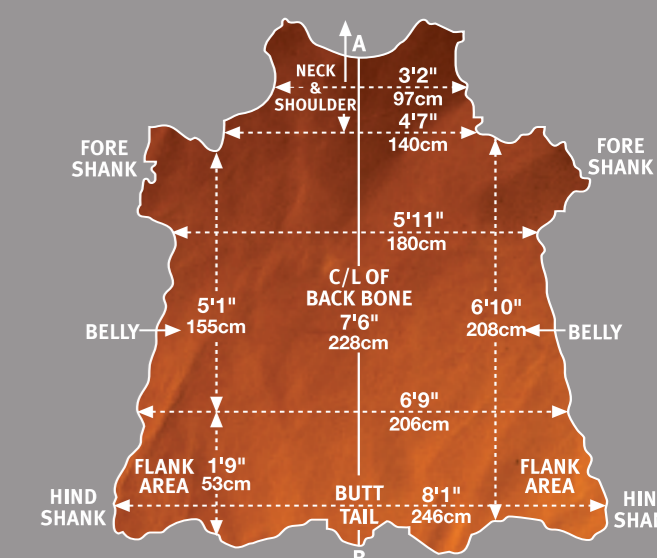 A
NECK
&
SHOULDER
3'2"
97cm
4'7"
140cm
FORE
SHANK
FORE
SHANK
5'11"
180cm
C/L OF
BACK BONE
7'6"
228cm
5'1"
155cm
6'10"
208cm
BELLY
BELLY
6'9"
206cm
FLANK
AREA
1'9"
53cm
FLANK
AREA
HIND
SHANK
BUTT
TAIL
8'1"
246cm